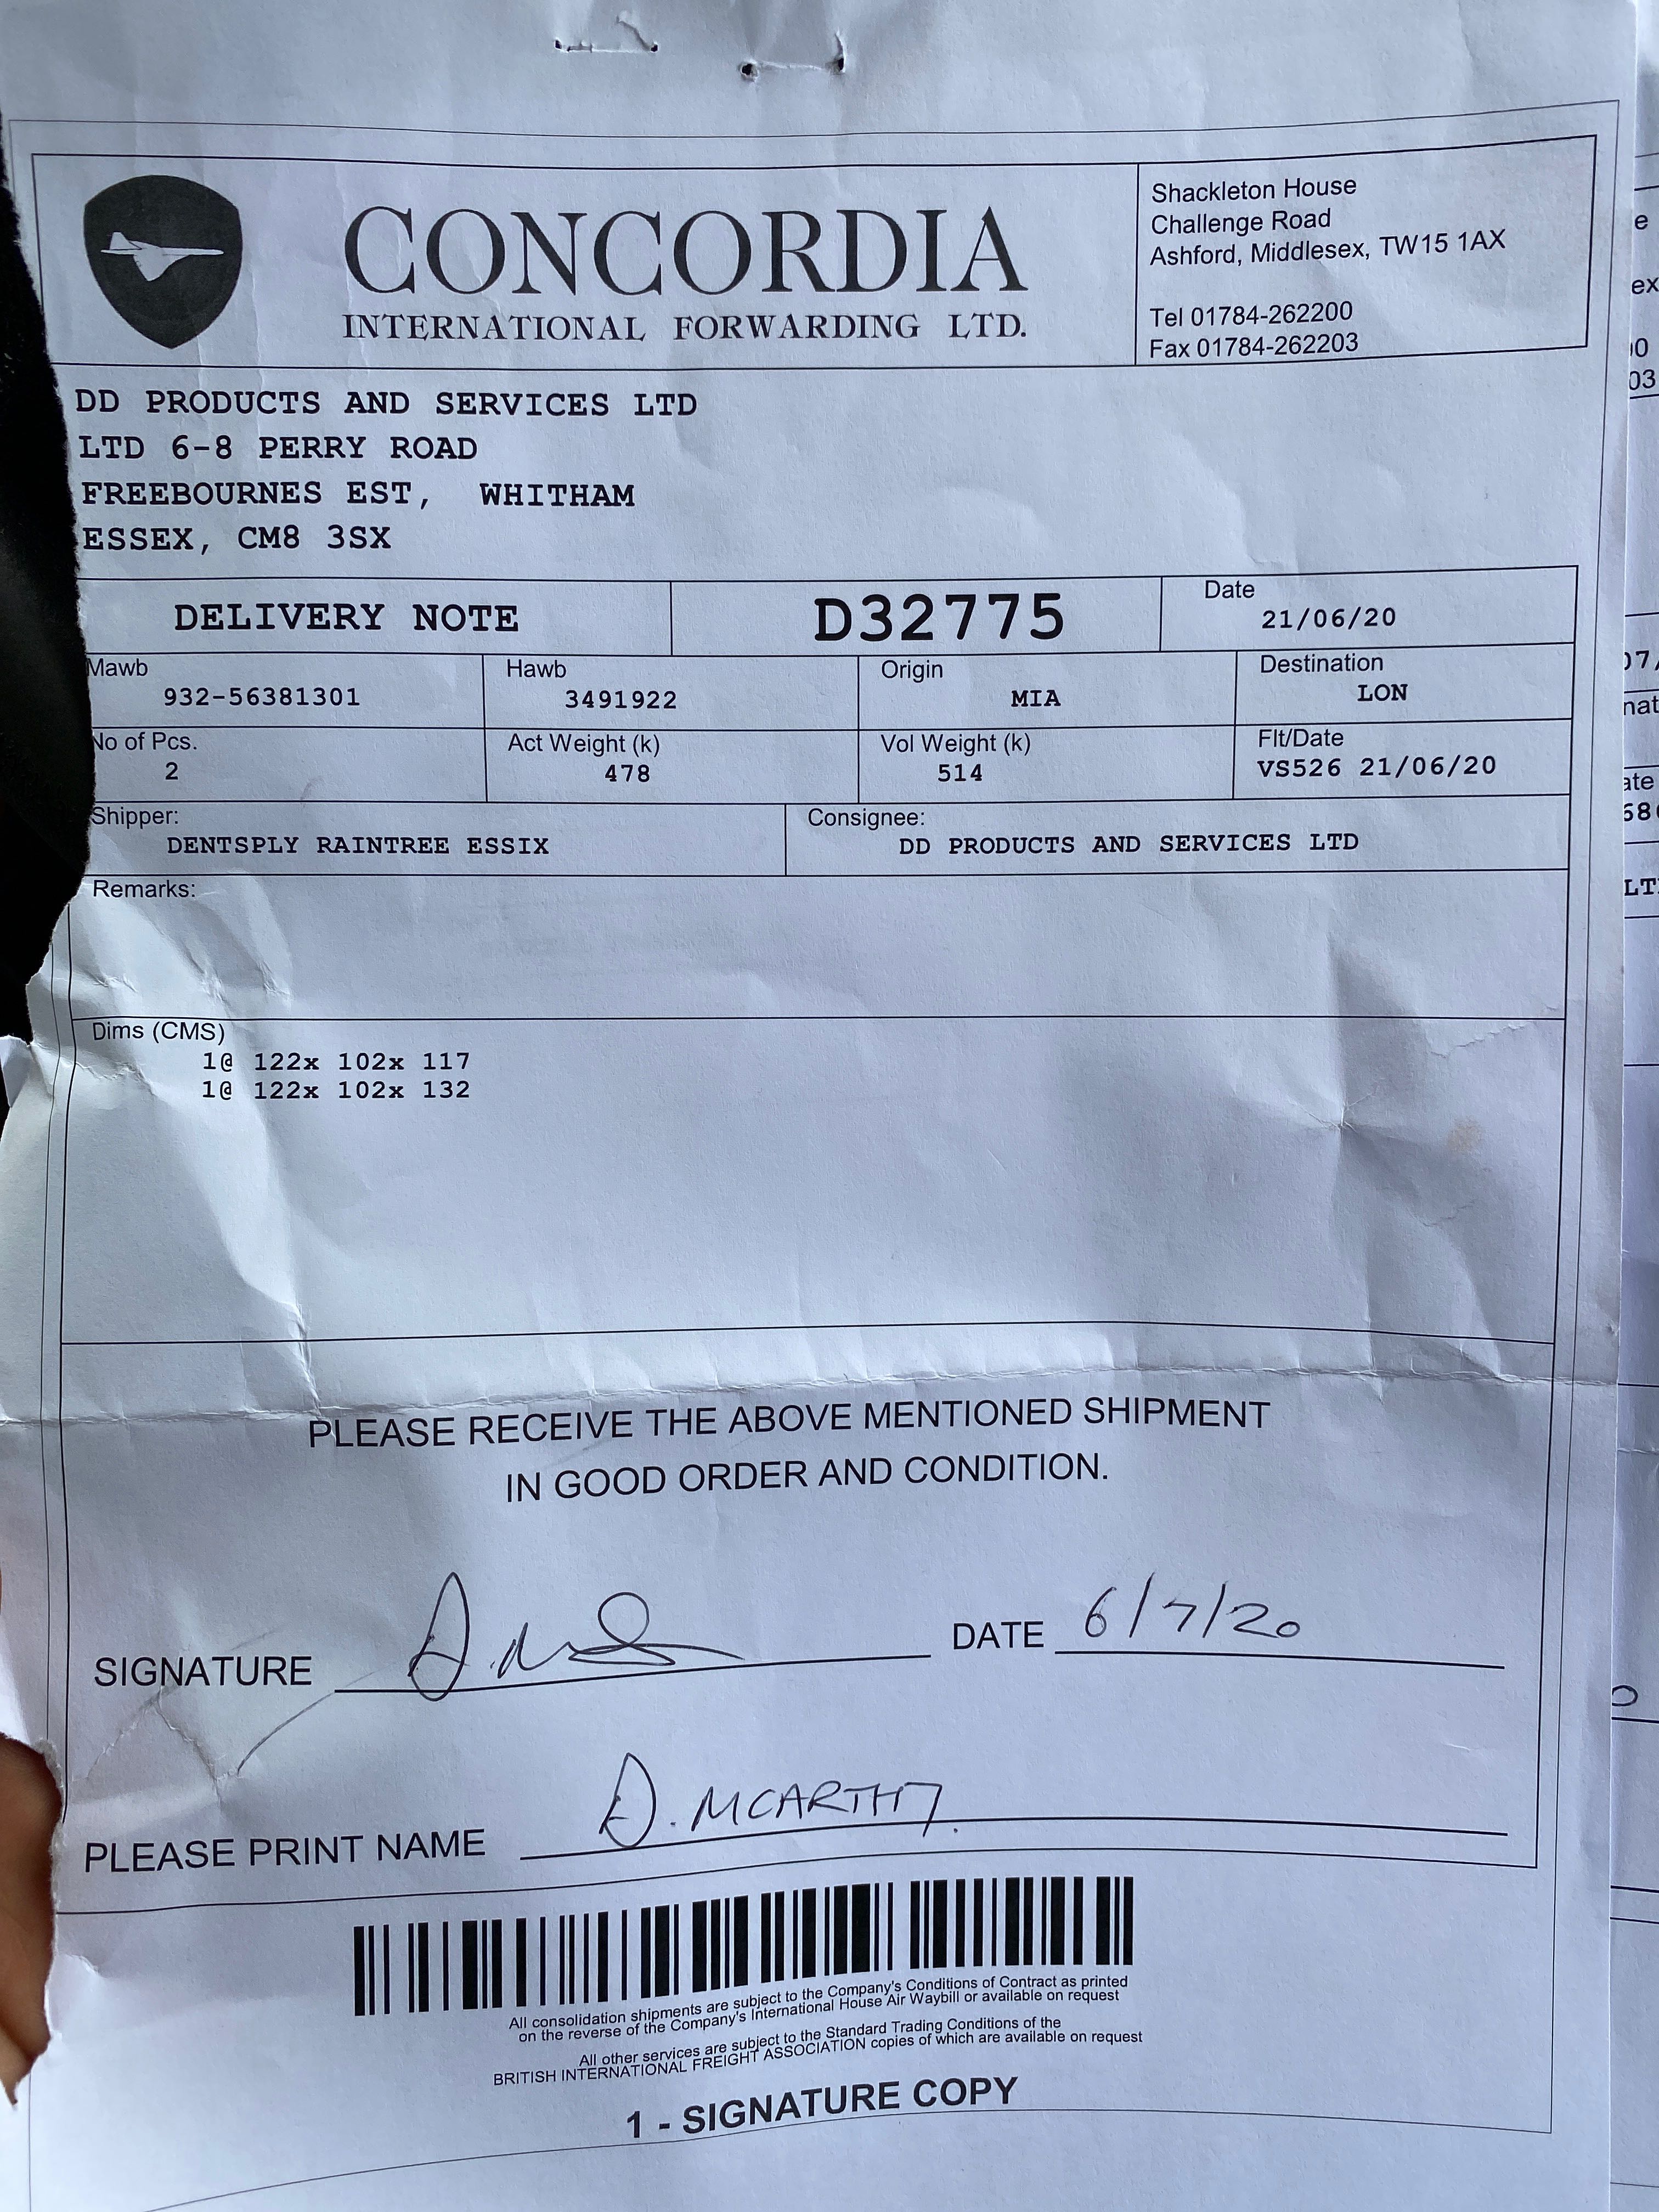 CONCORDIA
INTERNATIONAL FORWARDING LTD.
Shackleton House
Challenge Road
Ashford, Middlesex, TW15 1AX
Tel 01784-262200
Fax 01784-262203
DD PRODUCTS AND SERVICES LTD
LTD 6-8 PERRY ROAD
FREEBOURNES EST, WHITHAM
ESSEX, CM8 3SX
DELIVERY NOTE
D32775
Date
21/06/20
Mawb
932-56381301
Hawb
3491922
Origin
MIA
Destination
LON
No of Pcs.
2
Act Weight (k)
478
Vol Weight (k)
514
Flt/Date
VS526 21/06/20
Shipper:
DENTSPLY RAINTREE ESSIX
Consignee:
DD PRODUCTS AND SERVICES LTD
Remarks:
Dims (CMS)
1@ 122x 102x 117
1@ 122x 102x 132
PLEASE RECEIVE THE ABOVE MENTIONED SHIPMENT
IN GOOD ORDER AND CONDITION.
SIGNATURE
DATE 6/7/20
PLEASE PRINT NAME D. MCARTHY.
All consolidation shipments are subject to the Company's Conditions of Contract as printed
on the reverse of the Company's International House Air Waybill or available on request
All other services are subject to the Standard Trading Conditions of the
BRITISH INTERNATIONAL FREIGHT ASSOCIATION copies of which are available on request
1 - SIGNATURE COPY